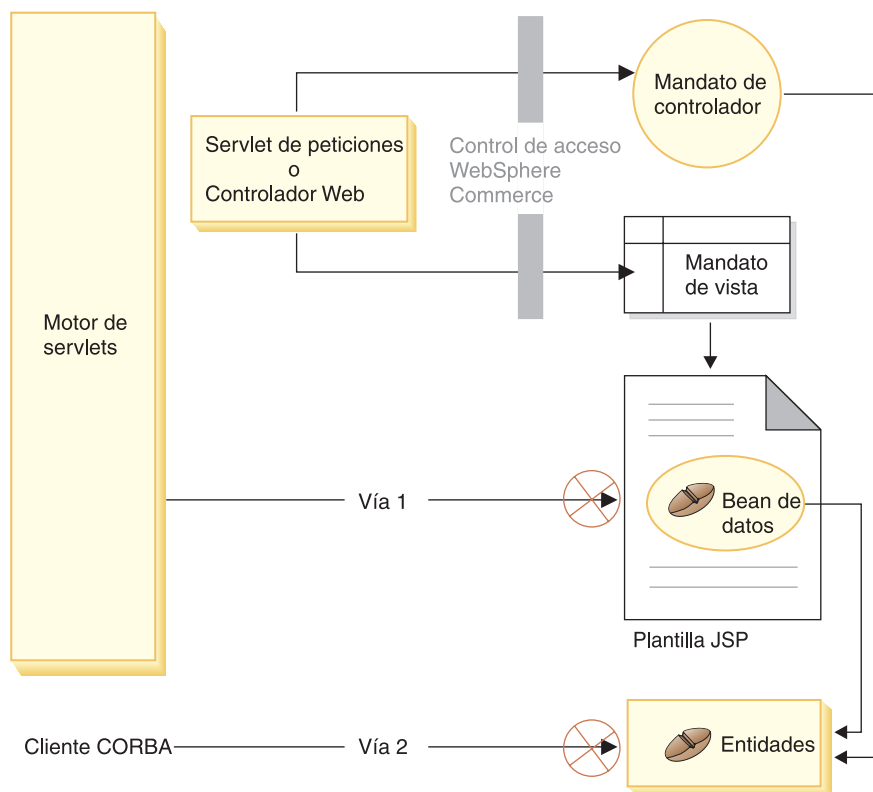 Mandato de
controlador
Servlet de peticiones
o
Controlador Web
Control de acceso
WebSphere
Commerce
Mandato
de vista
Motor de
servlets
Vía 1
Bean de
datos
Plantilla JSP
Cliente CORBA
Vía 2
Entidades